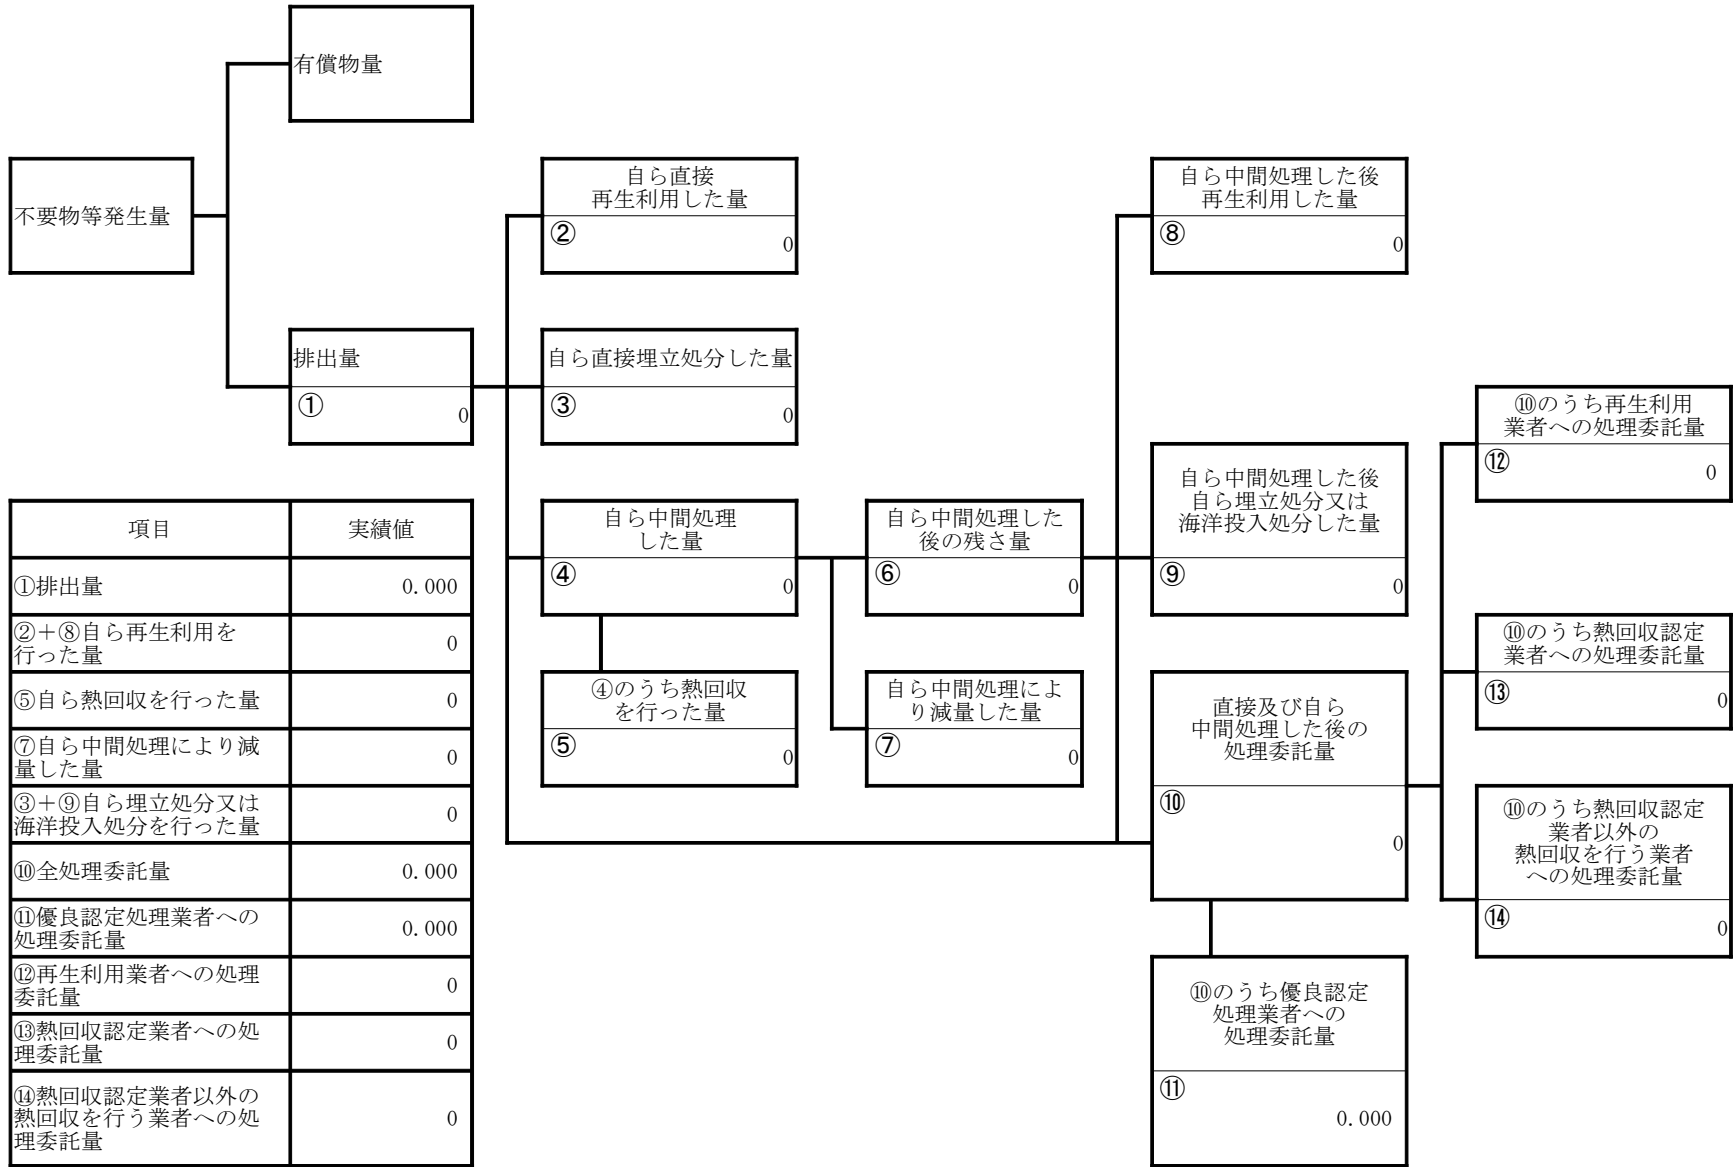 有償物量
不要物等発生量
排出量
①
0
自ら直接
再生利用した量
②
0
自ら直接埋立処分した量
③
0
自ら中間処理
した量
④
0
④のうち熱回収
を行った量
⑤
0
自ら中間処理した
後の残さ量
⑥
0
自ら中間処理によ
り減量した量
⑦
0
自ら中間処理した後
再生利用した量
⑧
0
自ら中間処理した後
自ら埋立処分又は
海洋投入処分した量
⑨
0
直接及び自ら
中間処理した後の
処理委託量
⑩
0
⑩のうち優良認定
処理業者への
処理委託量
⑪
0.000
⑩のうち再生利用
業者への処理委託量
⑫
0
⑩のうち熱回収認定
業者への処理委託量
⑬
0
⑩のうち熱回収認定
業者以外の
熱回収を行う業者
への処理委託量
⑭
0
項目 実績値
①排出量 0.000
②+⑧自ら再生利用を
行った量 0
⑤自ら熱回収を行った量 0
⑦自ら中間処理により減
量した量 0
③+⑨自ら埋立処分又は
海洋投入処分を行った量 0
⑩全処理委託量 0.000
⑪優良認定処理業者への
処理委託量 0.000
⑫再生利用業者への処理
委託量 0
⑬熱回収認定業者への処
理委託量 0
⑭熱回収認定業者以外の
熱回収を行う業者への処
理委託量 0